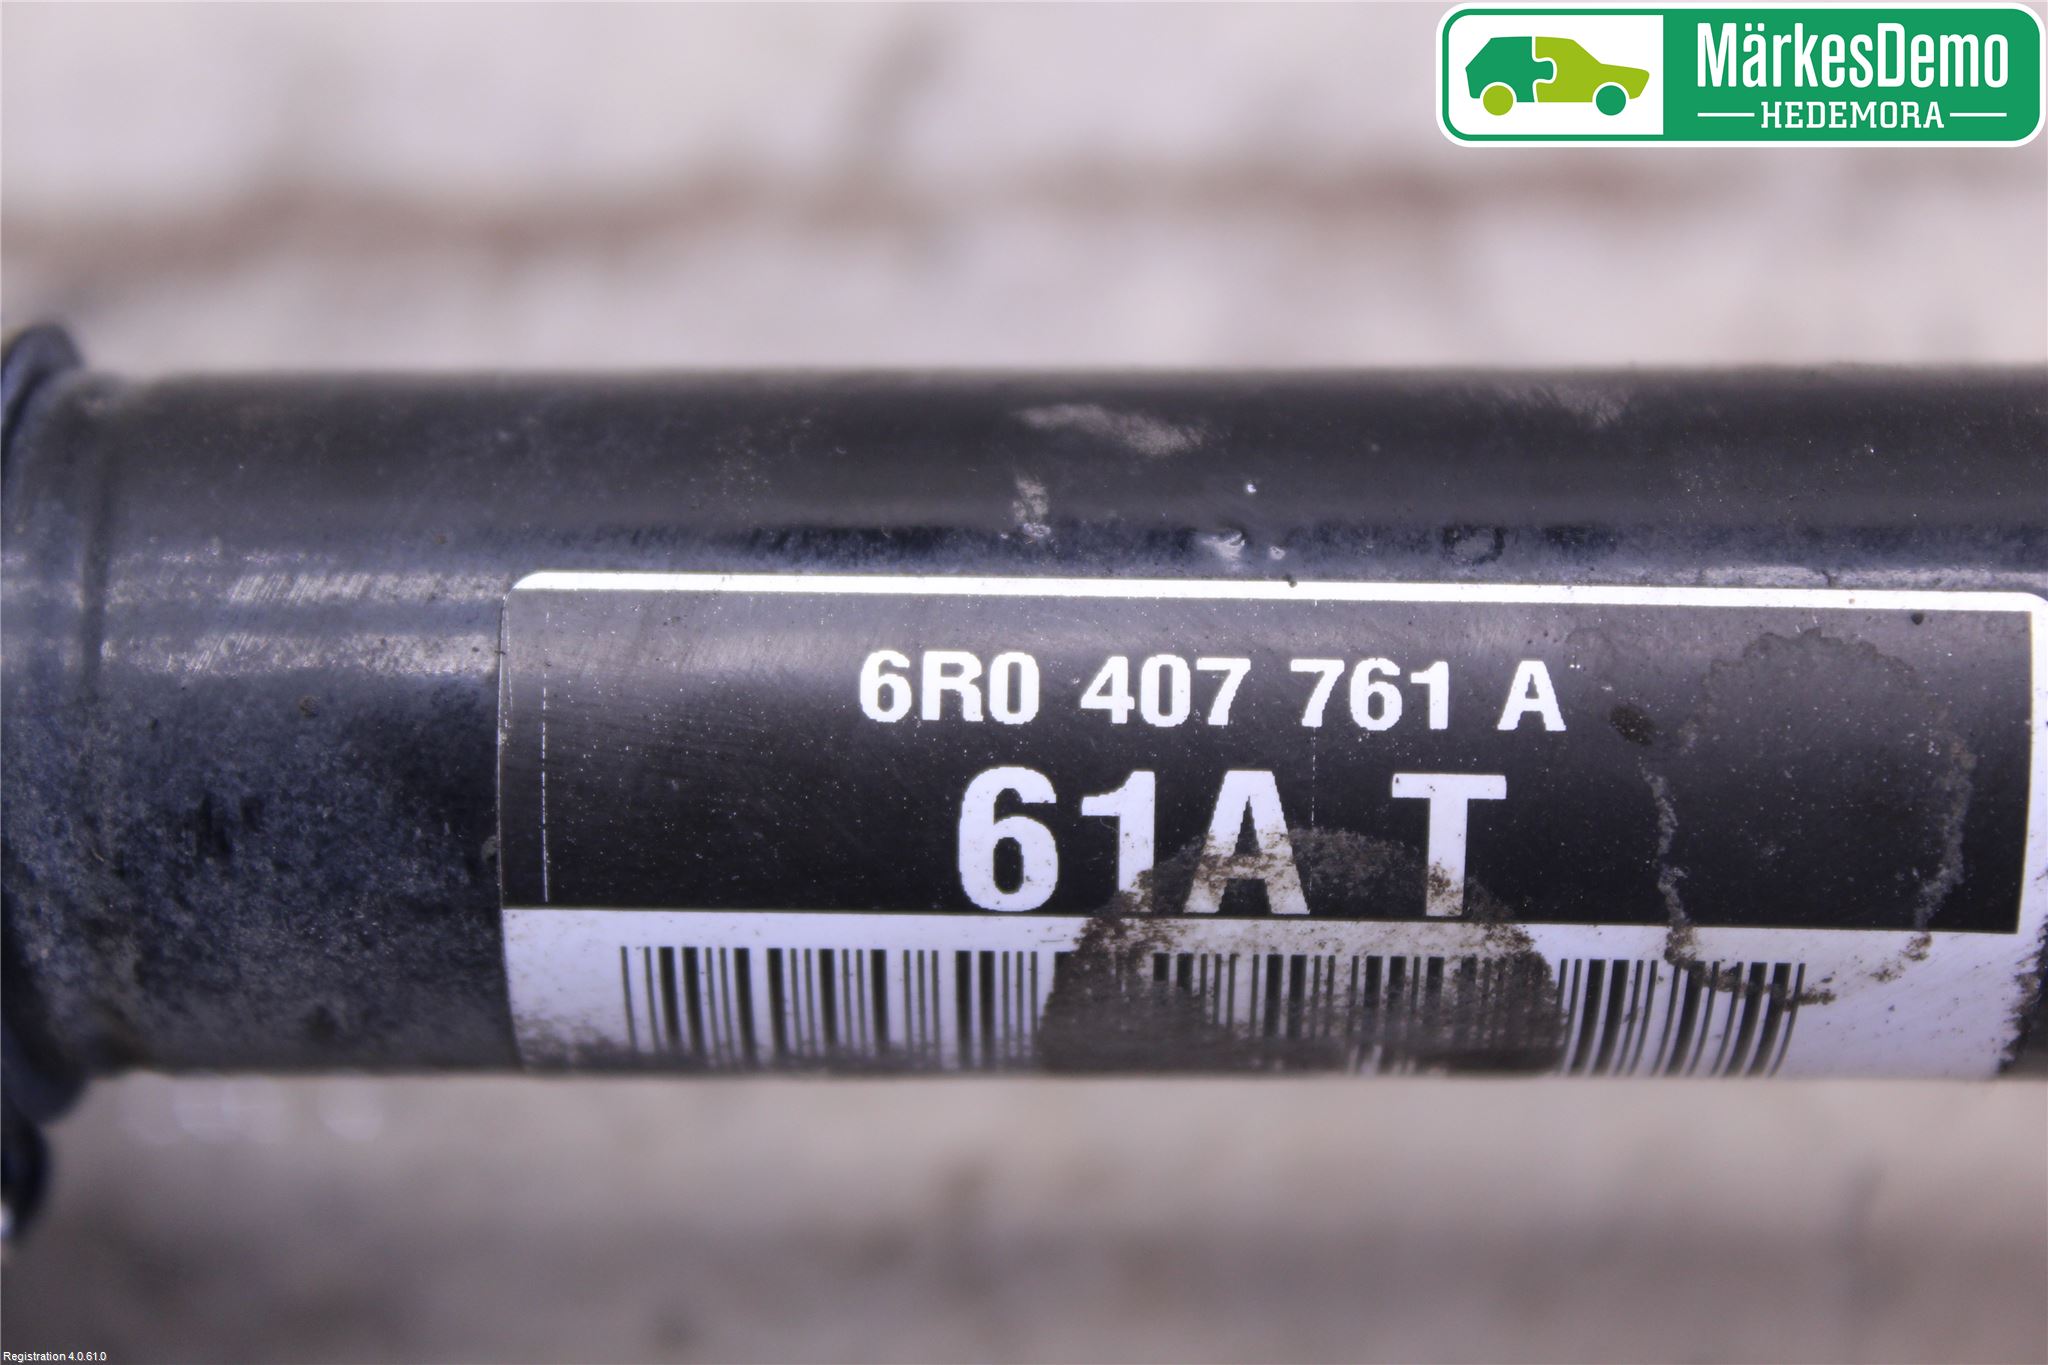 MärkesDemo
HEDEMORA
6R0 407 761 A
61A T
Registration 4.0.61.0